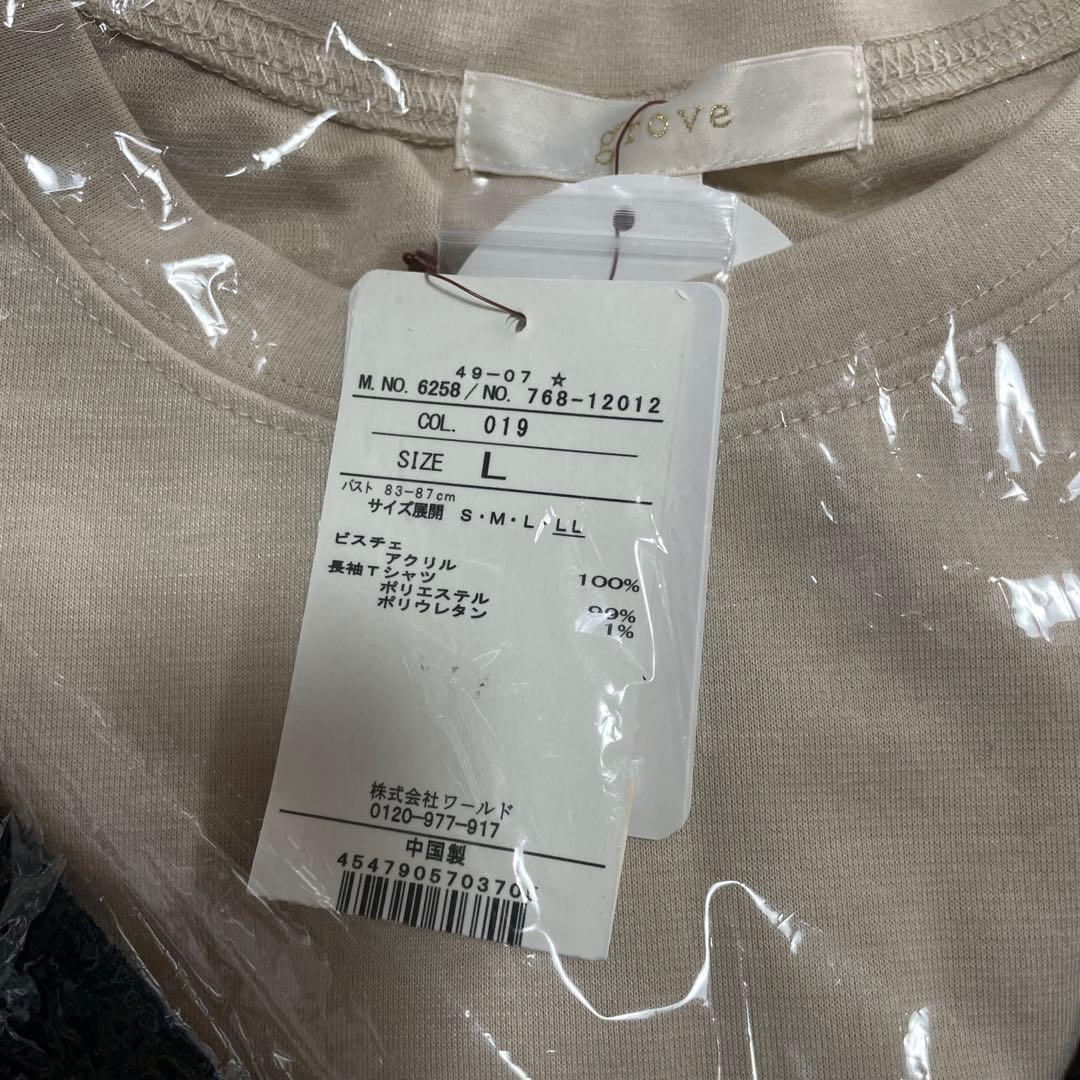 grove
49-07 ☆
M. NO. 6258/NO. 768-12012
COL. 019
SIZE L
バスト 83-87cm
サイズ展開 S・M・L・LL
ビスチェ
アクリル 100%
長袖Tシャツ
ポリエステル 99%
ポリウレタン 1%
株式会社ワールド
0120-977-917
中国製
454790570370